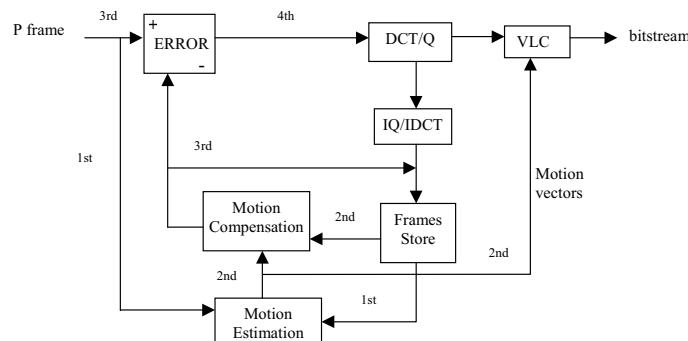 P frame
3rd
+
ERROR
-
4th
DCT/Q
VLC
bitstream
IQ/IDCT
3rd
1st
Motion
vectors
Motion
Compensation
2nd
Frames
Store
2nd
2nd
1st
Motion
Estimation